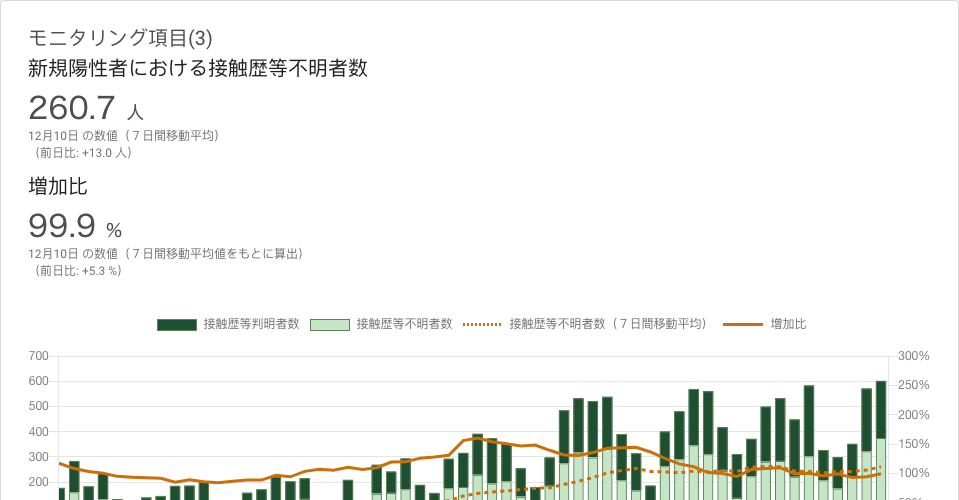 モニタリング項目(3)
新規陽性者における接触歴等不明者数
260.7 人
12月10日 の数値（７日間移動平均）
（前日比: +13.0 人）
増加比
99.9 %
12月10日 の数値（７日間移動平均値をもとに算出）
（前日比: +5.3 %）
接触歴等判明者数 接触歴等不明者数 接触歴等不明者数（７日間移動平均） 増加比
700 300%
600 250%
500 200%
400 150%
300 100%
200